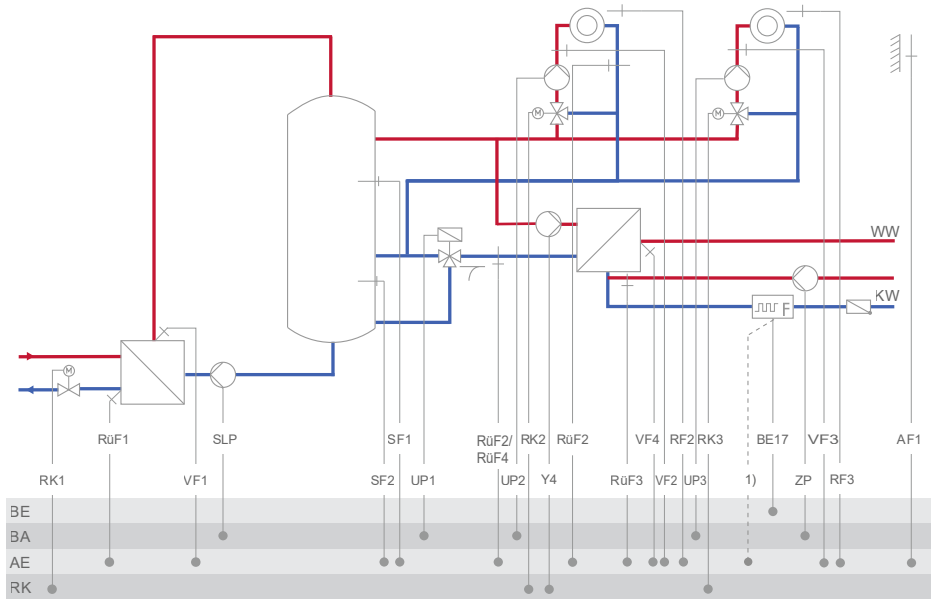 M
M
WW
KW
F
M
RüF1
SLP
SF1
RüF2/
RüF4
RK2
RüF2
VF4
RF2
RK3
BE17
VF3
AF1
RK1
VF1
SF2
UP1
UP2
Y4
RüF3
VF2
UP3
1)
ZP
RF3
BE
BA
AE
RK